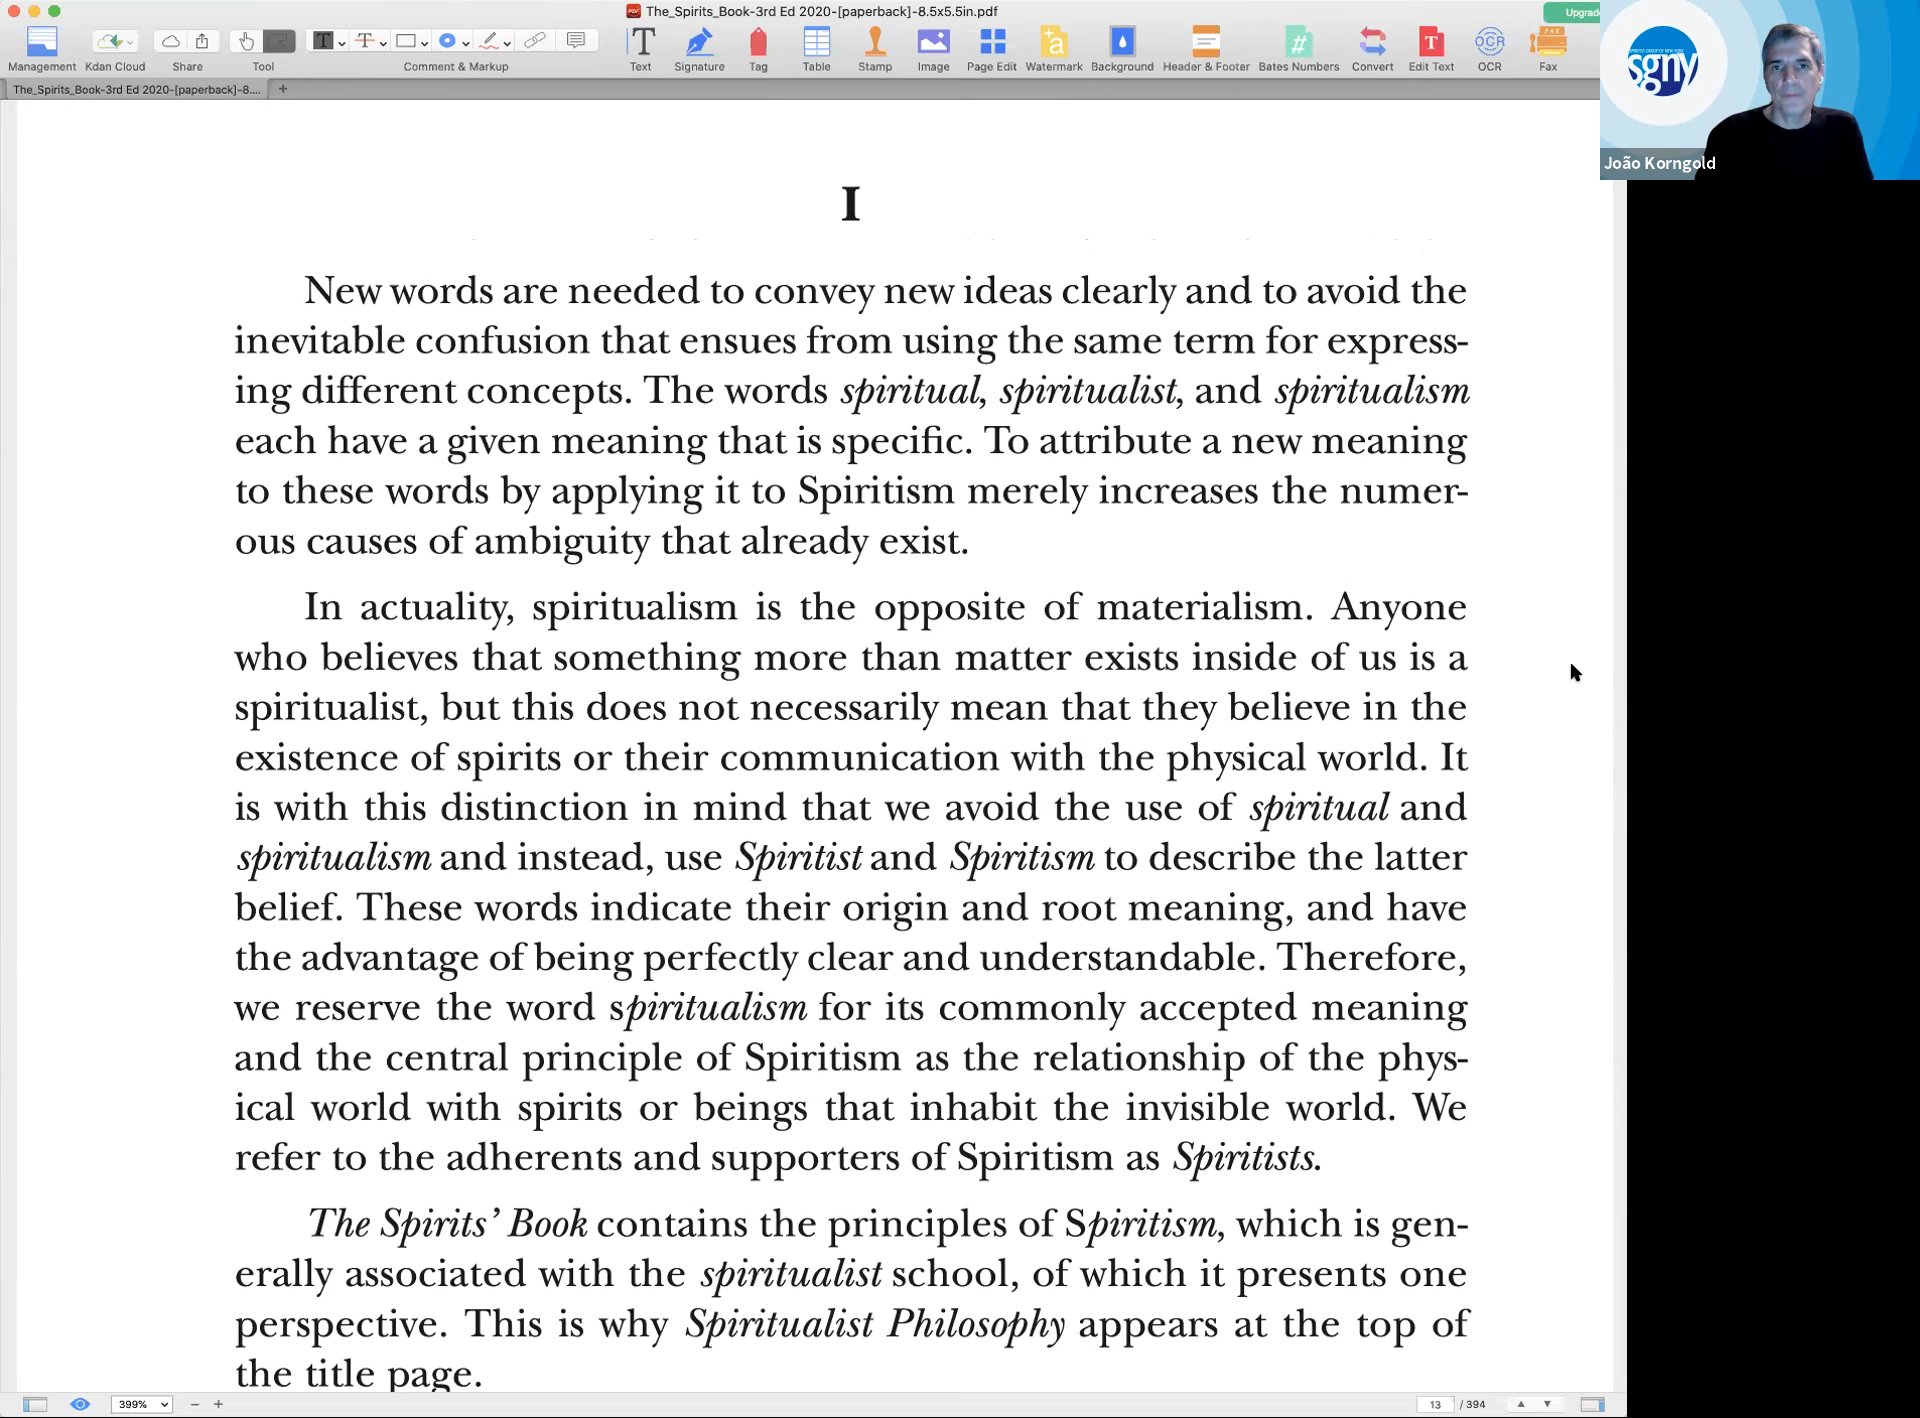 The_Spirits_Book-3rd Ed 2020-[paperback]-8.5x5.5in.pdf
Upgrade
Management Kdan Cloud Share Tool Comment & Markup Text Signature Tag Table Stamp Image Page Edit Watermark Background Header & Footer Bates Numbers Convert Edit Text OCR Fax
The_Spirits_Book-3rd Ed 2020-[paperback]-8....
sgny
João Korngold
I
New words are needed to convey new ideas clearly and to avoid the
inevitable confusion that ensues from using the same term for express-
ing different concepts. The words spiritual, spiritualist, and spiritualism
each have a given meaning that is specific. To attribute a new meaning
to these words by applying it to Spiritism merely increases the numer-
ous causes of ambiguity that already exist.
In actuality, spiritualism is the opposite of materialism. Anyone
who believes that something more than matter exists inside of us is a
spiritualist, but this does not necessarily mean that they believe in the
existence of spirits or their communication with the physical world. It
is with this distinction in mind that we avoid the use of spiritual and
spiritualism and instead, use Spiritist and Spiritism to describe the latter
belief. These words indicate their origin and root meaning, and have
the advantage of being perfectly clear and understandable. Therefore,
we reserve the word spiritualism for its commonly accepted meaning
and the central principle of Spiritism as the relationship of the phys-
ical world with spirits or beings that inhabit the invisible world. We
refer to the adherents and supporters of Spiritism as Spiritists.
The Spirits’ Book contains the principles of Spiritism, which is gen-
erally associated with the spiritualist school, of which it presents one
perspective. This is why Spiritualist Philosophy appears at the top of
the title page.
399% 13 / 394